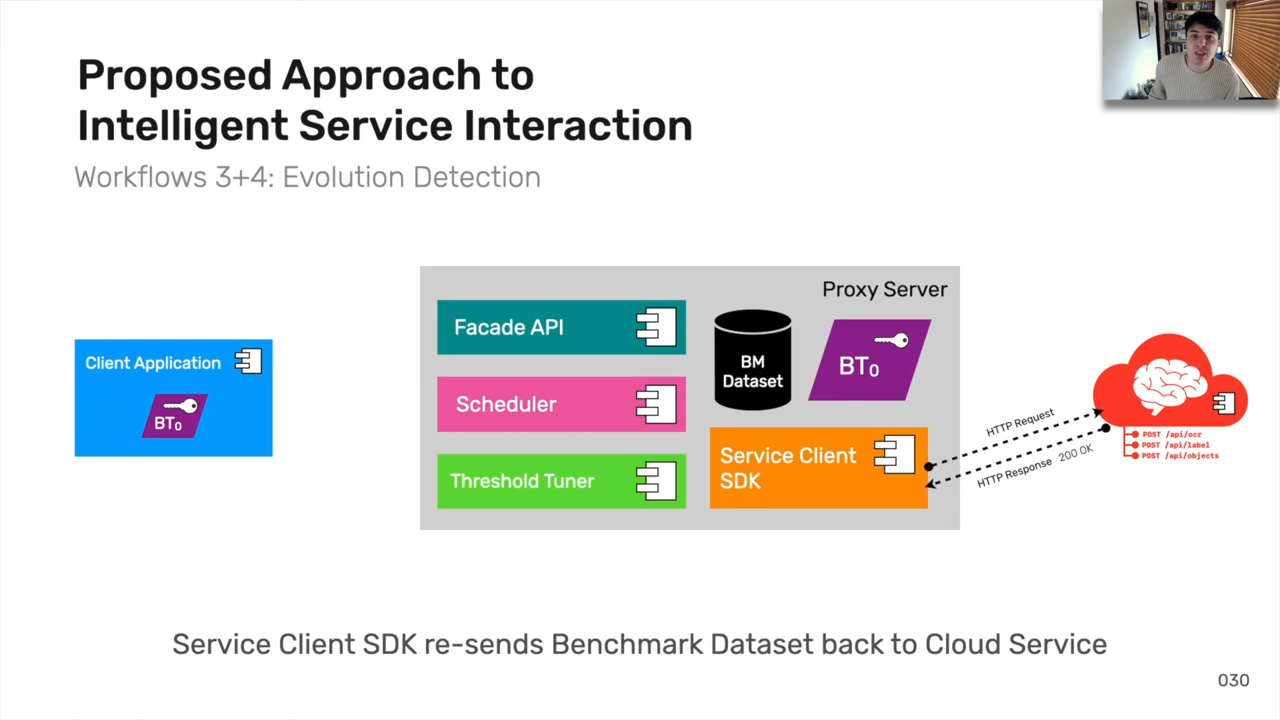 Proposed Approach to
Intelligent Service Interaction
Workflows 3+4: Evolution Detection
Client Application
BT₀
Proxy Server
Facade API
Scheduler
Threshold Tuner
BM
Dataset
BT₀
Service Client
SDK
HTTP Request
HTTP Response 200 OK
POST /api/ocr
POST /api/label
POST /api/objects
Service Client SDK re-sends Benchmark Dataset back to Cloud Service
030